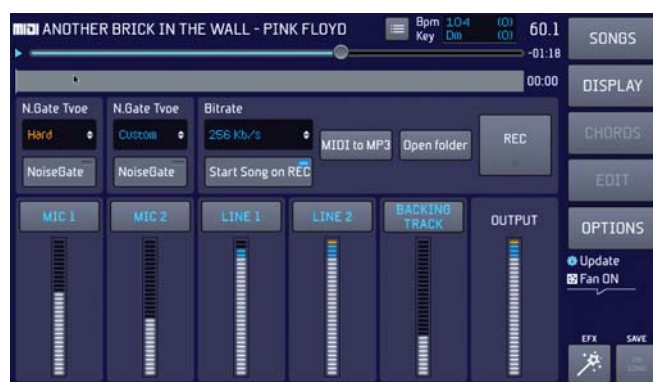 MIDI ANOTHER BRICK IN THE WALL - PINK FLOYD
Bpm 104 (0)
Key Dm (0)
60.1
-01:18
00:00
SONGS
DISPLAY
CHORDS
EDIT
OPTIONS
Update
Fan ON
EFX SAVE
N.Gate Tvoe N.Gate Tvoe Bitrate
Hard Custom 256 Kb/s
MIDI to MP3 Open folder REC
NoiseGate NoiseGate Start Song on REC
MIC 1 MIC 2 LINE 1 LINE 2 BACKING TRACK OUTPUT